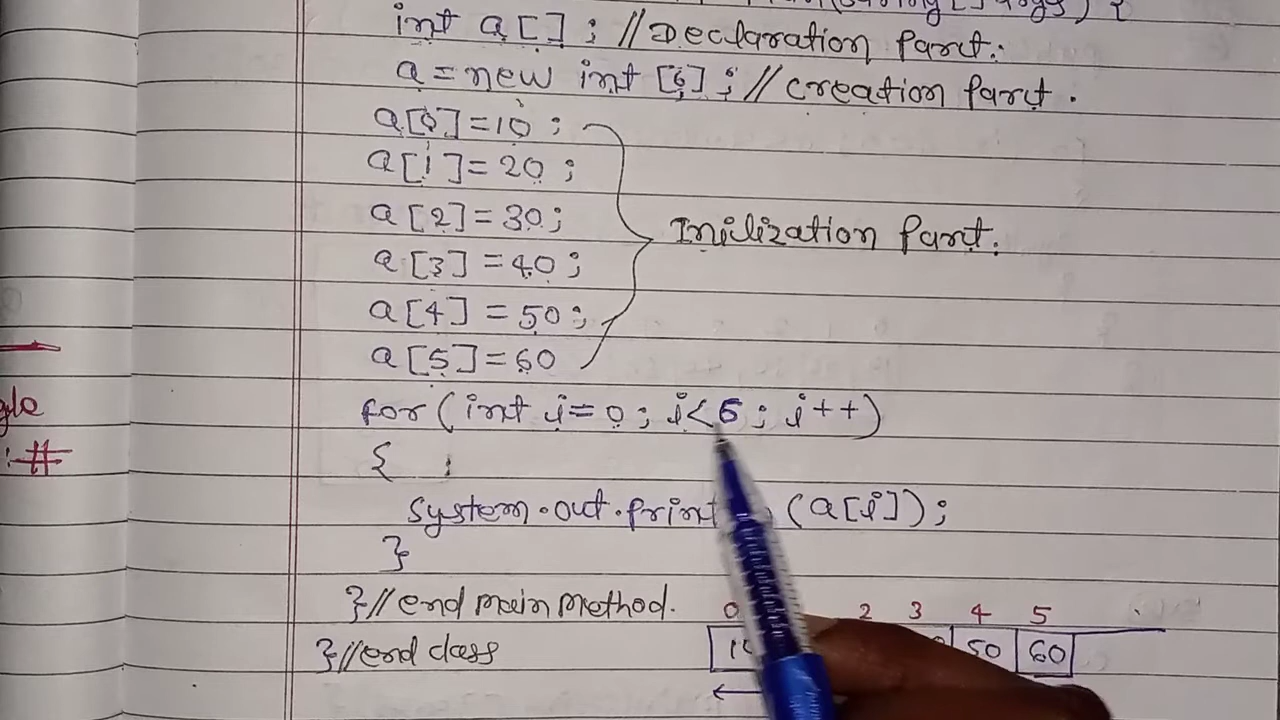 int a[]; //Declaration Part.
a=new int [6]; //creation Part.
a[0]=10;
a[1]=20;
a[2]=30;
Inilization Part.
a[3]=40;
a[4]=50;
a[5]=60
for(int i=0; i<6; i++)
{ ;
System.out.print (a[i]);
}
}//end main method.
0 2 3 4 5
}//end class
50 60
#